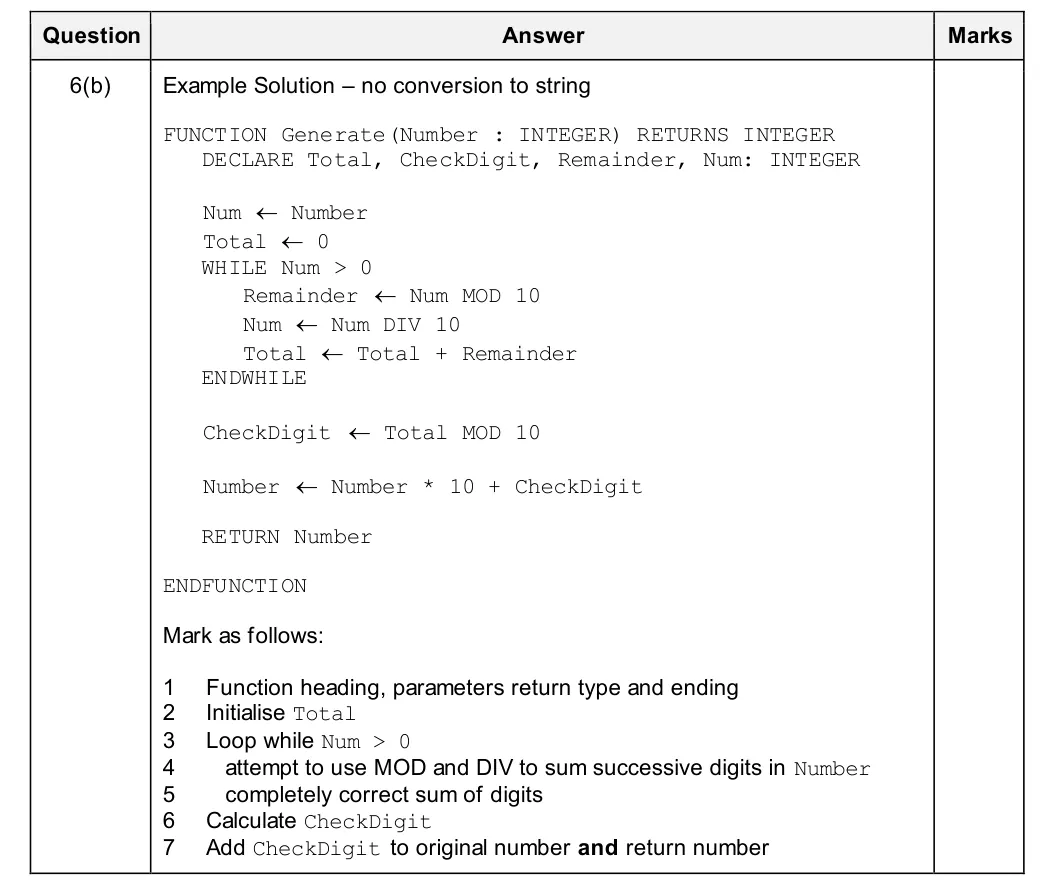 Question Answer Marks
6(b) Example Solution – no conversion to string
FUNCTION Generate(Number : INTEGER) RETURNS INTEGER
DECLARE Total, CheckDigit, Remainder, Num: INTEGER
Num ← Number
Total ← 0
WHILE Num > 0
Remainder ← Num MOD 10
Num ← Num DIV 10
Total ← Total + Remainder
ENDWHILE
CheckDigit ← Total MOD 10
Number ← Number * 10 + CheckDigit
RETURN Number
ENDFUNCTION
Mark as follows:
1 Function heading, parameters return type and ending
2 Initialise Total
3 Loop while Num > 0
4 attempt to use MOD and DIV to sum successive digits in Number
5 completely correct sum of digits
6 Calculate CheckDigit
7 Add CheckDigit to original number and return number